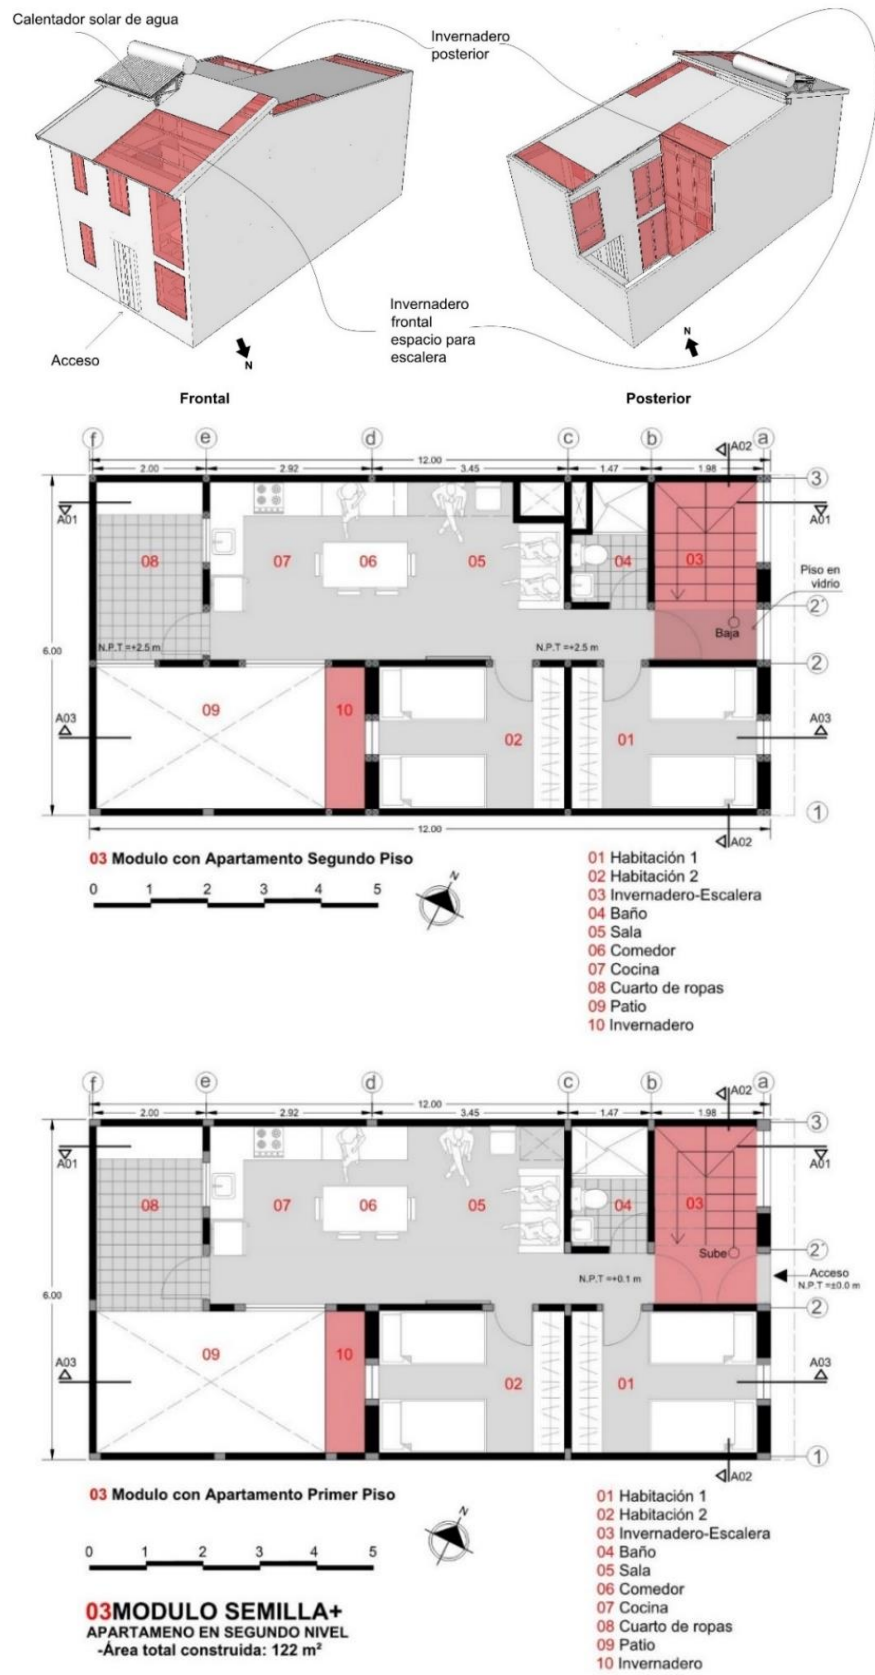 Calentador solar de agua
Invernadero
posterior
Invernadero
frontal
espacio para
escalera
Acceso
N
N
Frontal
Posterior
f e d c b a
A02
12.00
2.00 2.92 3.45 1.47 1.98
3
A01
A01
08
07
06
05
04
03
Piso en
vidrio
2´
Baja
N.P.T =+2.5 m
N.P.T =+2.5 m
6.00
2
A03
09
10
02
01
A03
1
12.00
A02
03 Modulo con Apartamento Segundo Piso
0 1 2 3 4 5
N
01 Habitación 1
02 Habitación 2
03 Invernadero-Escalera
04 Baño
05 Sala
06 Comedor
07 Cocina
08 Cuarto de ropas
09 Patio
10 Invernadero
f e d c b a
A02
12.00
2.00 2.92 3.45 1.47 1.98
3
A01
A01
08
07
06
05
04
03
2´
Sube
Acceso
N.P.T =±0.0 m
N.P.T =+0.1 m
6.00
2
A03
09
10
02
01
A03
1
A02
03 Modulo con Apartamento Primer Piso
0 1 2 3 4 5
N
01 Habitación 1
02 Habitación 2
03 Invernadero-Escalera
04 Baño
05 Sala
06 Comedor
07 Cocina
08 Cuarto de ropas
09 Patio
10 Invernadero
03MODULO SEMILLA+
APARTAMENO EN SEGUNDO NIVEL
-Área total construida: 122 m²